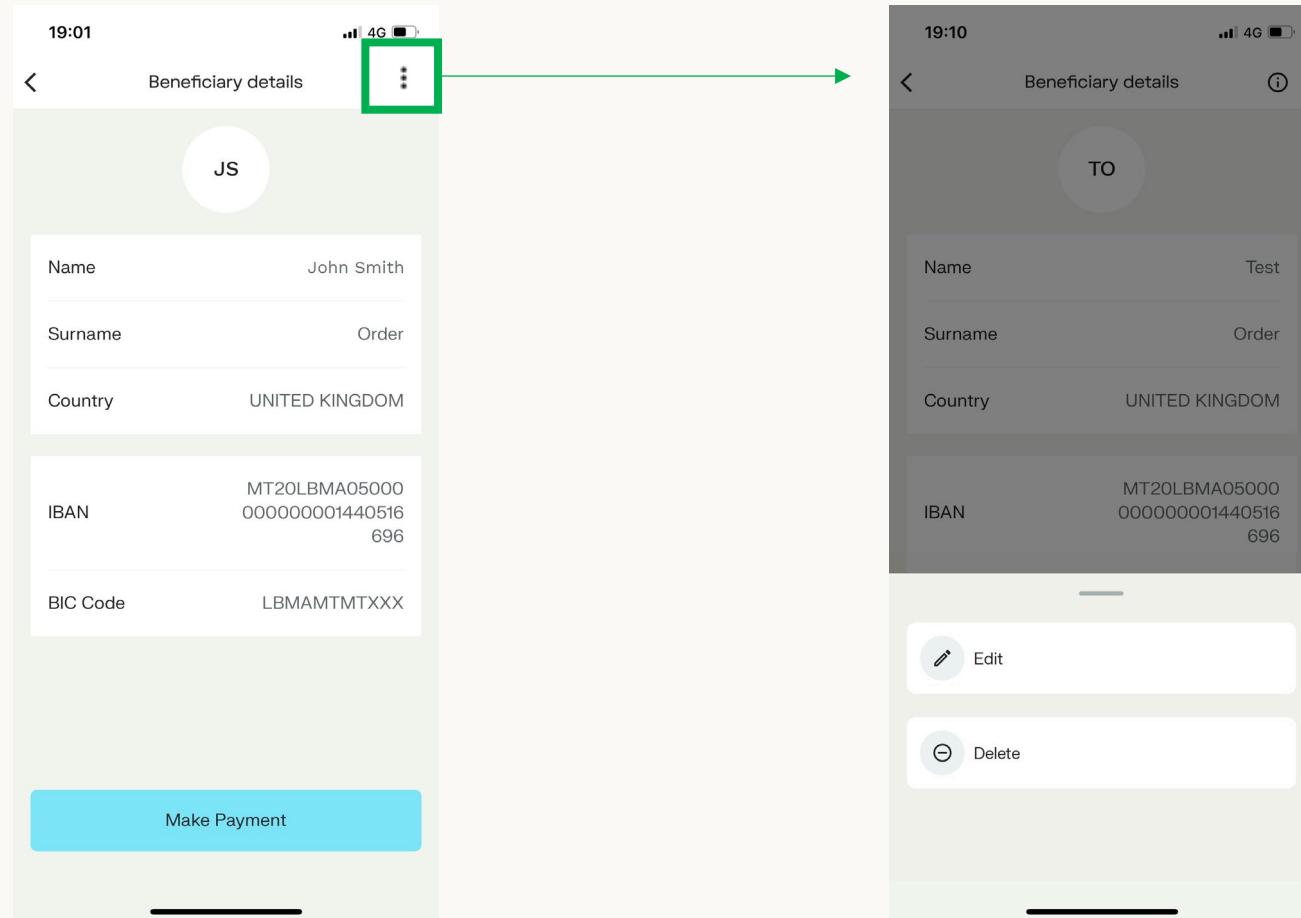 19:01
4G
Beneficiary details
JS
Name
John Smith
Surname
Order
Country
UNITED KINGDOM
IBAN
MT20LBMA05000
000000001440516
696
BIC Code
LBMAMTMTXXX
Make Payment
19:10
4G
Beneficiary details
TO
Name
Test
Surname
Order
Country
UNITED KINGDOM
IBAN
MT20LBMA05000
000000001440516
696
Edit
Delete